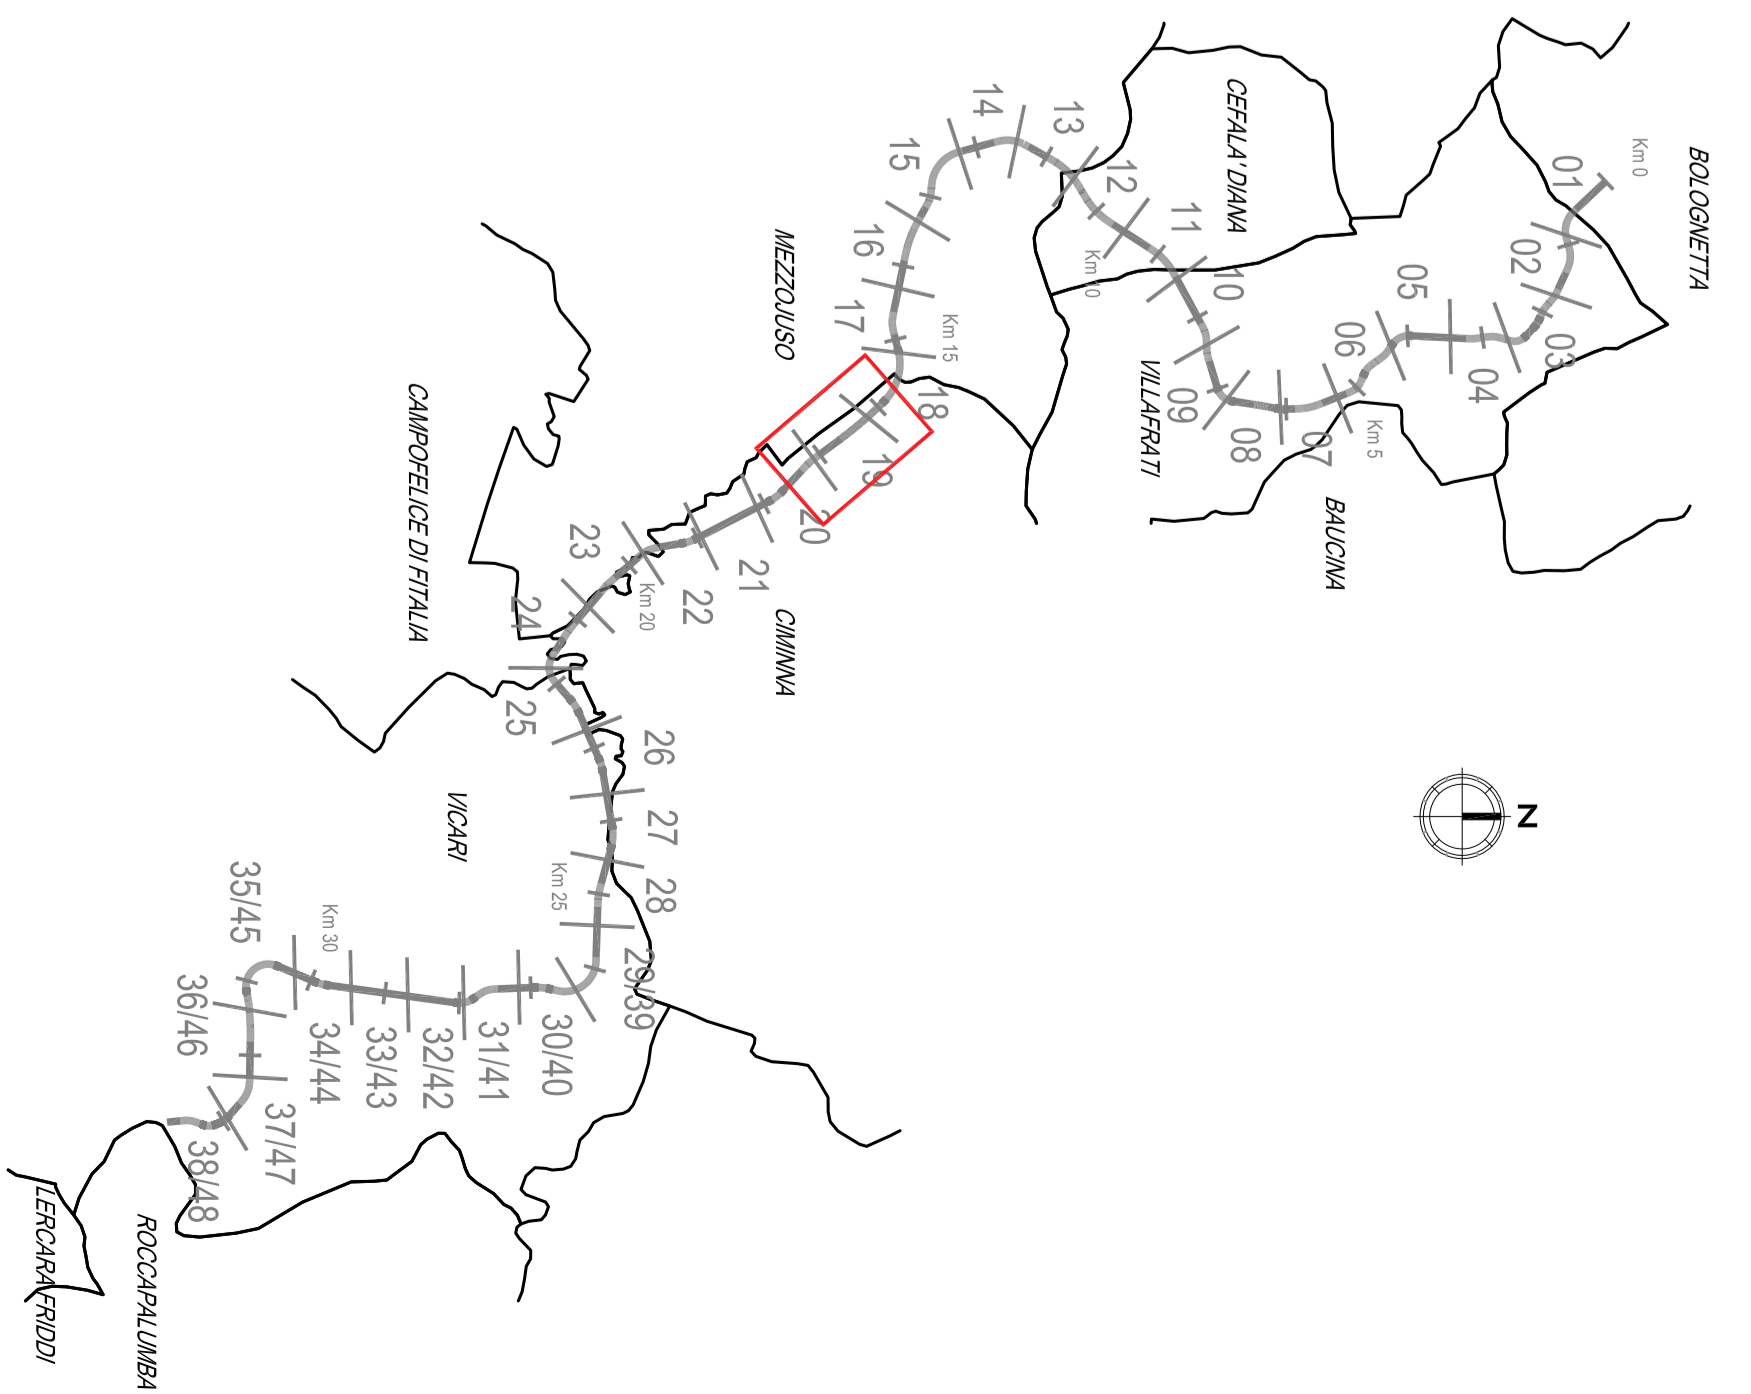 BOLOGNETTA
Km 0
01
02
03
04
05
06
Km 5
07
08
09
10
11
12
Km 10
13
14
15
16
17
Km 15
18
19
20
21
22
Km 20
23
24
25
26
27
28
Km 25
29/39
30/40
31/41
32/42
33/43
34/44
Km 30
35/45
36/46
37/47
38/48
CEFALA' DIANA
VILLAFRATI
BAUCINA
MEZZOJUSO
CIMINNA
CAMPOFELICE DI FITALIA
VICARI
ROCCAPALUMBA
LERCARA FRIDDI
N